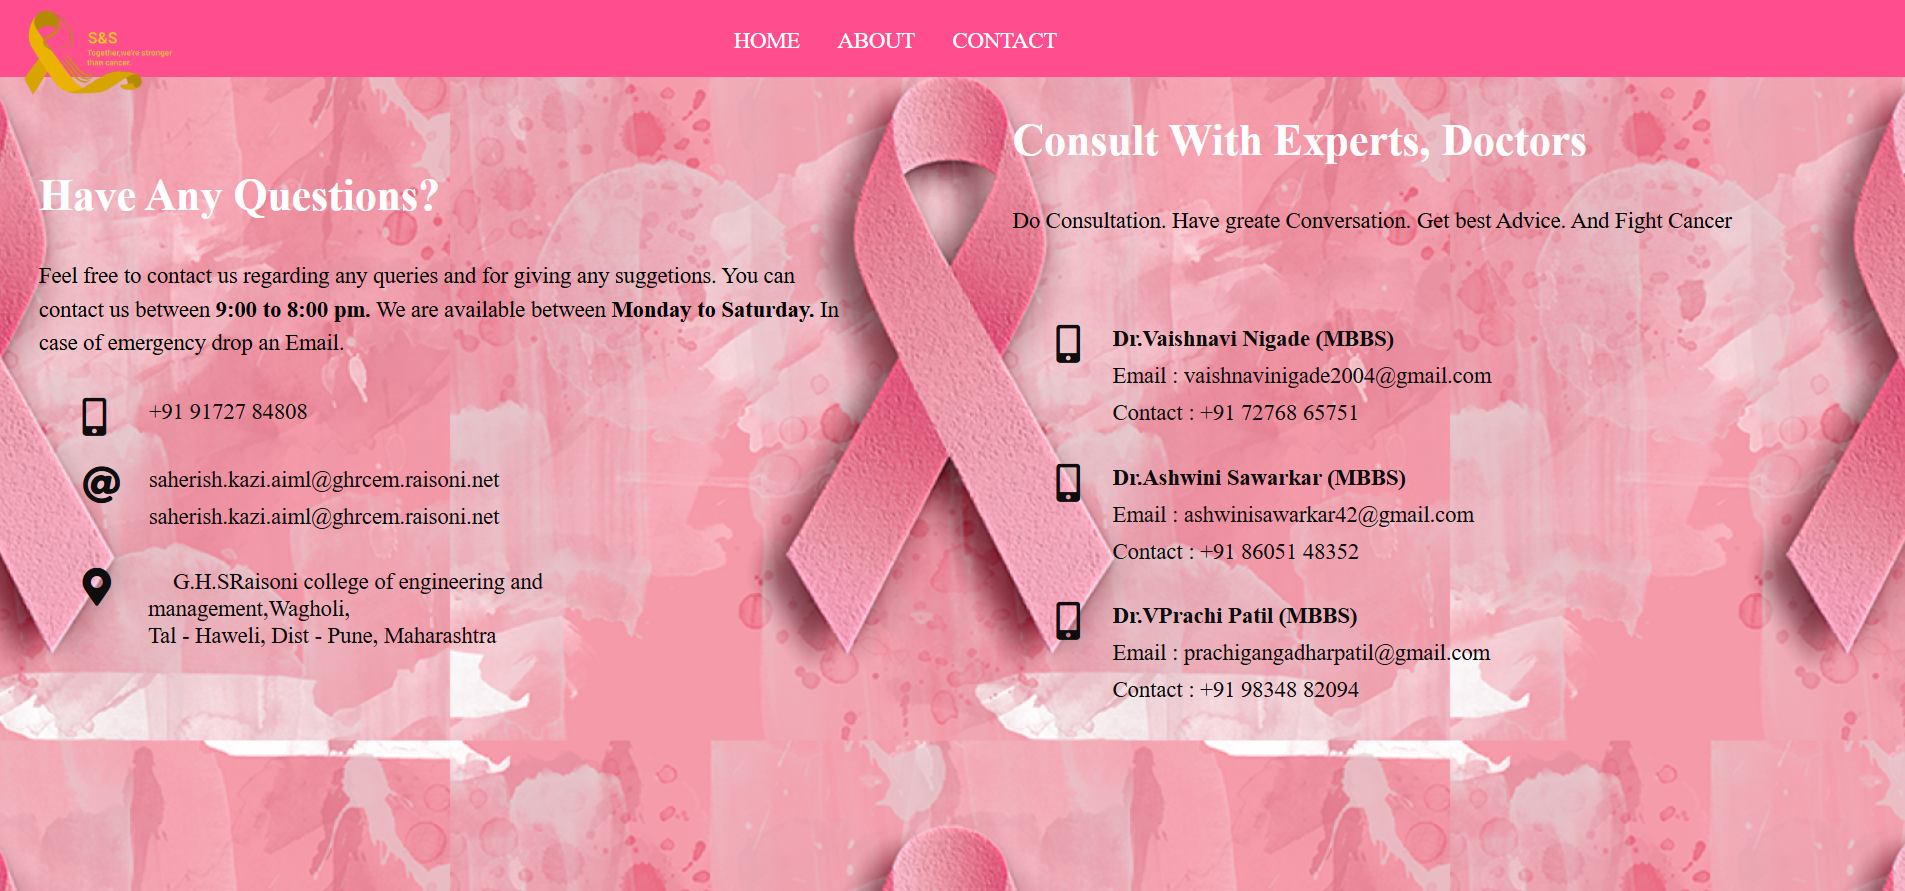 S&S
Together,we're stronger
than cancer.
HOME ABOUT CONTACT
Have Any Questions?
Feel free to contact us regarding any queries and for giving any suggetions. You can
contact us between 9:00 to 8:00 pm. We are available between Monday to Saturday. In
case of emergency drop an Email.
+91 91727 84808
saherish.kazi.aiml@ghrcem.raisoni.net
saherish.kazi.aiml@ghrcem.raisoni.net
G.H.SRaisoni college of engineering and
management,Wagholi,
Tal - Haweli, Dist - Pune, Maharashtra
Consult With Experts, Doctors
Do Consultation. Have greate Conversation. Get best Advice. And Fight Cancer
Dr.Vaishnavi Nigade (MBBS)
Email : vaishnavinigade2004@gmail.com
Contact : +91 72768 65751
Dr.Ashwini Sawarkar (MBBS)
Email : ashwinisawarkar42@gmail.com
Contact : +91 86051 48352
Dr.VPrachi Patil (MBBS)
Email : prachigangadharpatil@gmail.com
Contact : +91 98348 82094